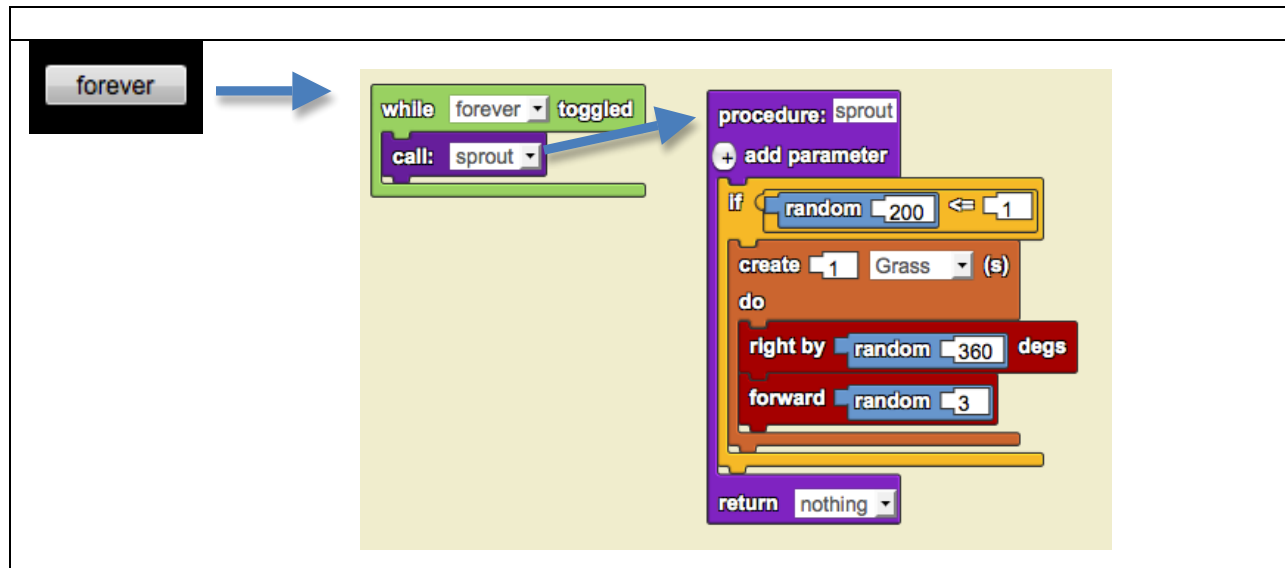 forever
while forever toggled
call: sprout
procedure: sprout
+ add parameter
if random 200 <= 1
create 1 Grass (s)
do
right by random 360 degs
forward random 3
return nothing